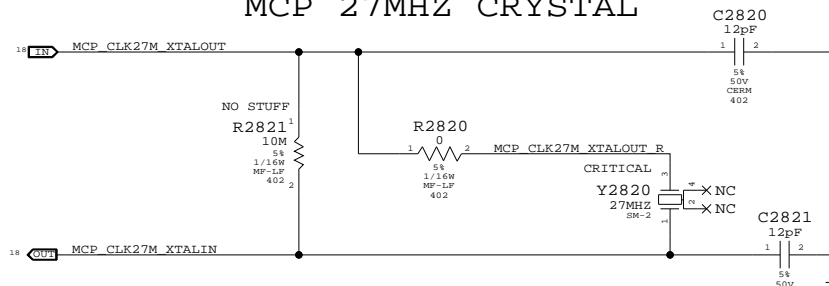 MCP 27MHZ CRYSTAL
18 IN MCP_CLK27M_XTALOUT
C2820
12pF
1 2
5%
50V
CERM
402
NO STUFF
R2821 1
10M
5%
1/16W
MF-LF
402
2
R2820
0
1 2
5%
1/16W
MF-LF
402
MCP_CLK27M_XTALOUT_R
CRITICAL
Y2820
27MHZ
SM-2
3
4 NC
2 NC
1
18 OUT MCP_CLK27M_XTALIN
C2821
12pF
1 2
5%
50V